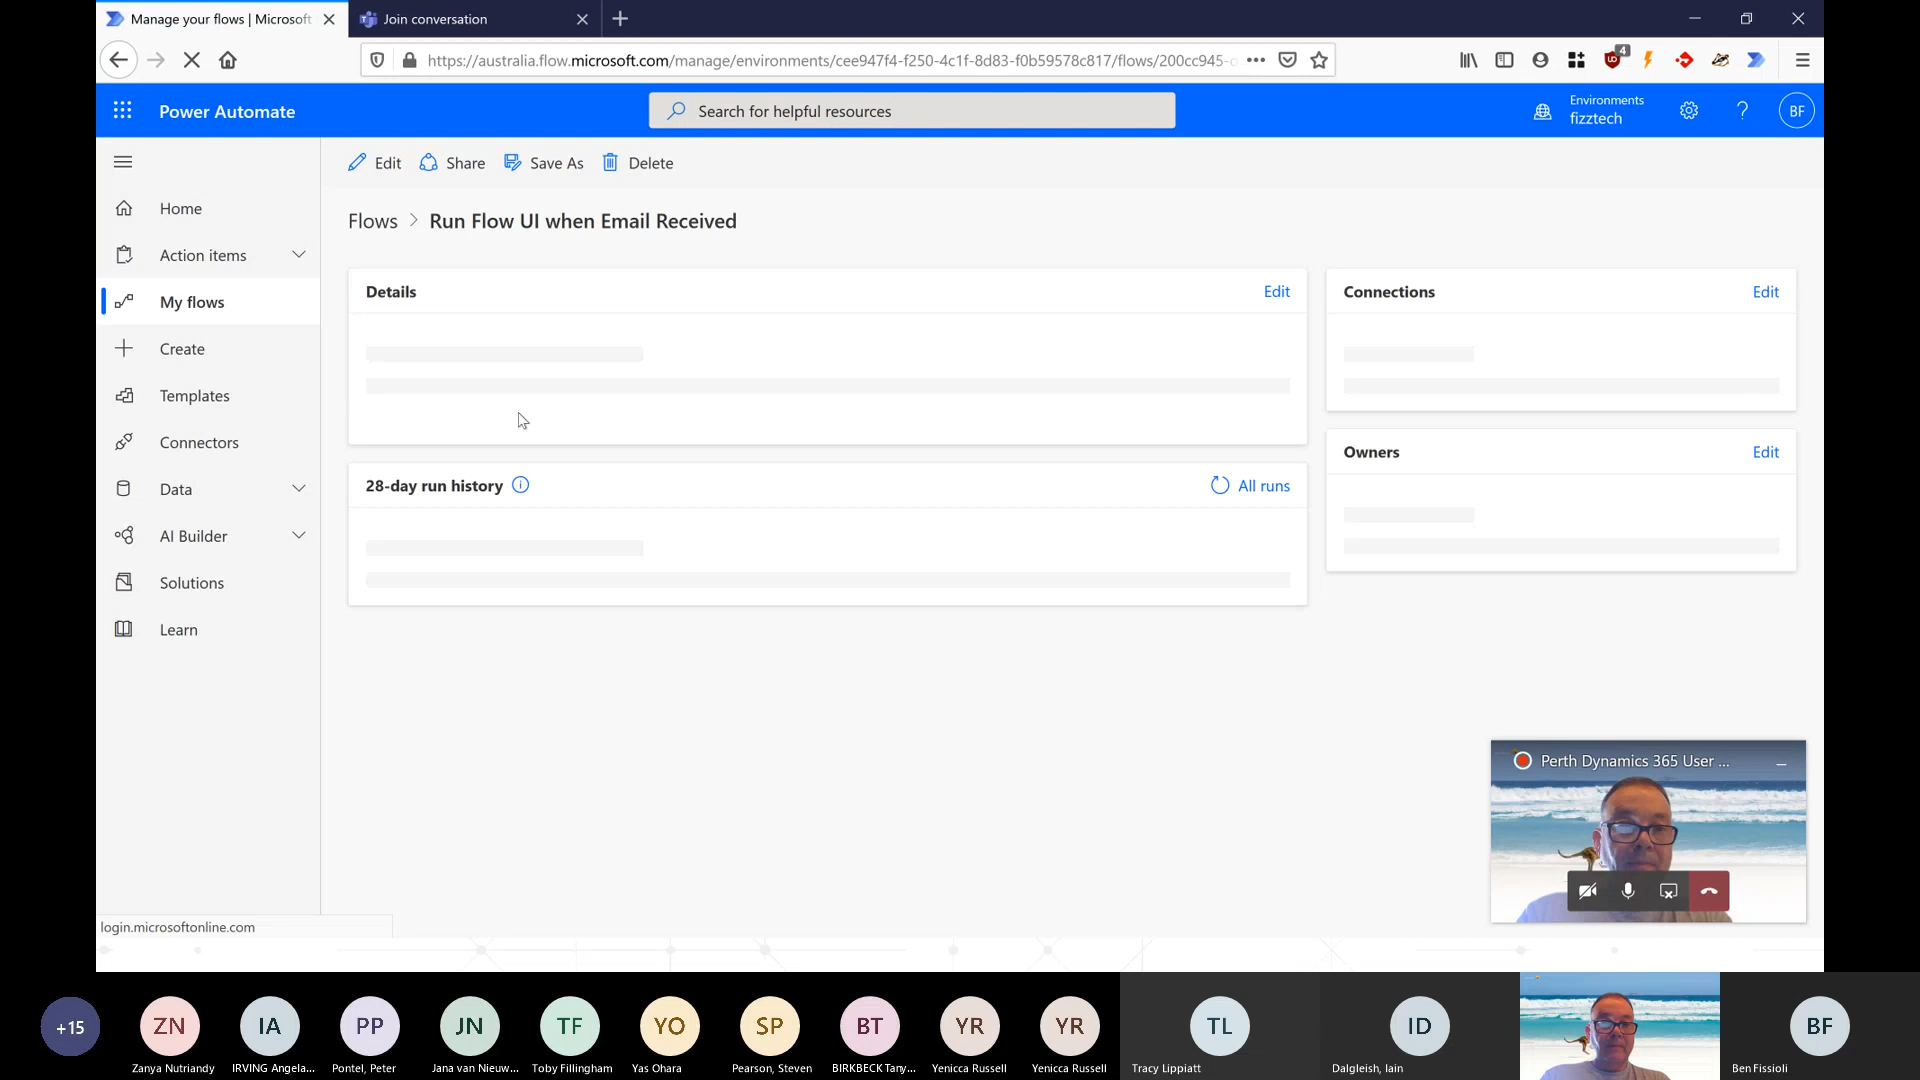 Manage your flows | Microsoft
Join conversation
https://australia.flow.microsoft.com/manage/environments/cee947f4-f250-4c1f-8d83-f0b59578c817/flows/200cc945-
4
Power Automate
Search for helpful resources
Environments
fizztech
BF
Edit
Share
Save As
Delete
Home
Action items
My flows
Create
Templates
Connectors
Data
AI Builder
Solutions
Learn
Flows > Run Flow UI when Email Received
Details
Edit
Connections
Edit
28-day run history
All runs
Owners
Edit
Perth Dynamics 365 User ...
login.microsoftonline.com
+15
ZN
IA
PP
JN
TF
YO
SP
BT
YR
YR
TL
ID
BF
Zanya Nutriandy
IRVING Angela...
Pontel, Peter
Jana van Nieuw...
Toby Fillingham
Yas Ohara
Pearson, Steven
BIRKBECK Tany...
Yenicca Russell
Yenicca Russell
Tracy Lippiatt
Dalgleish, Iain
Ben Fissioli